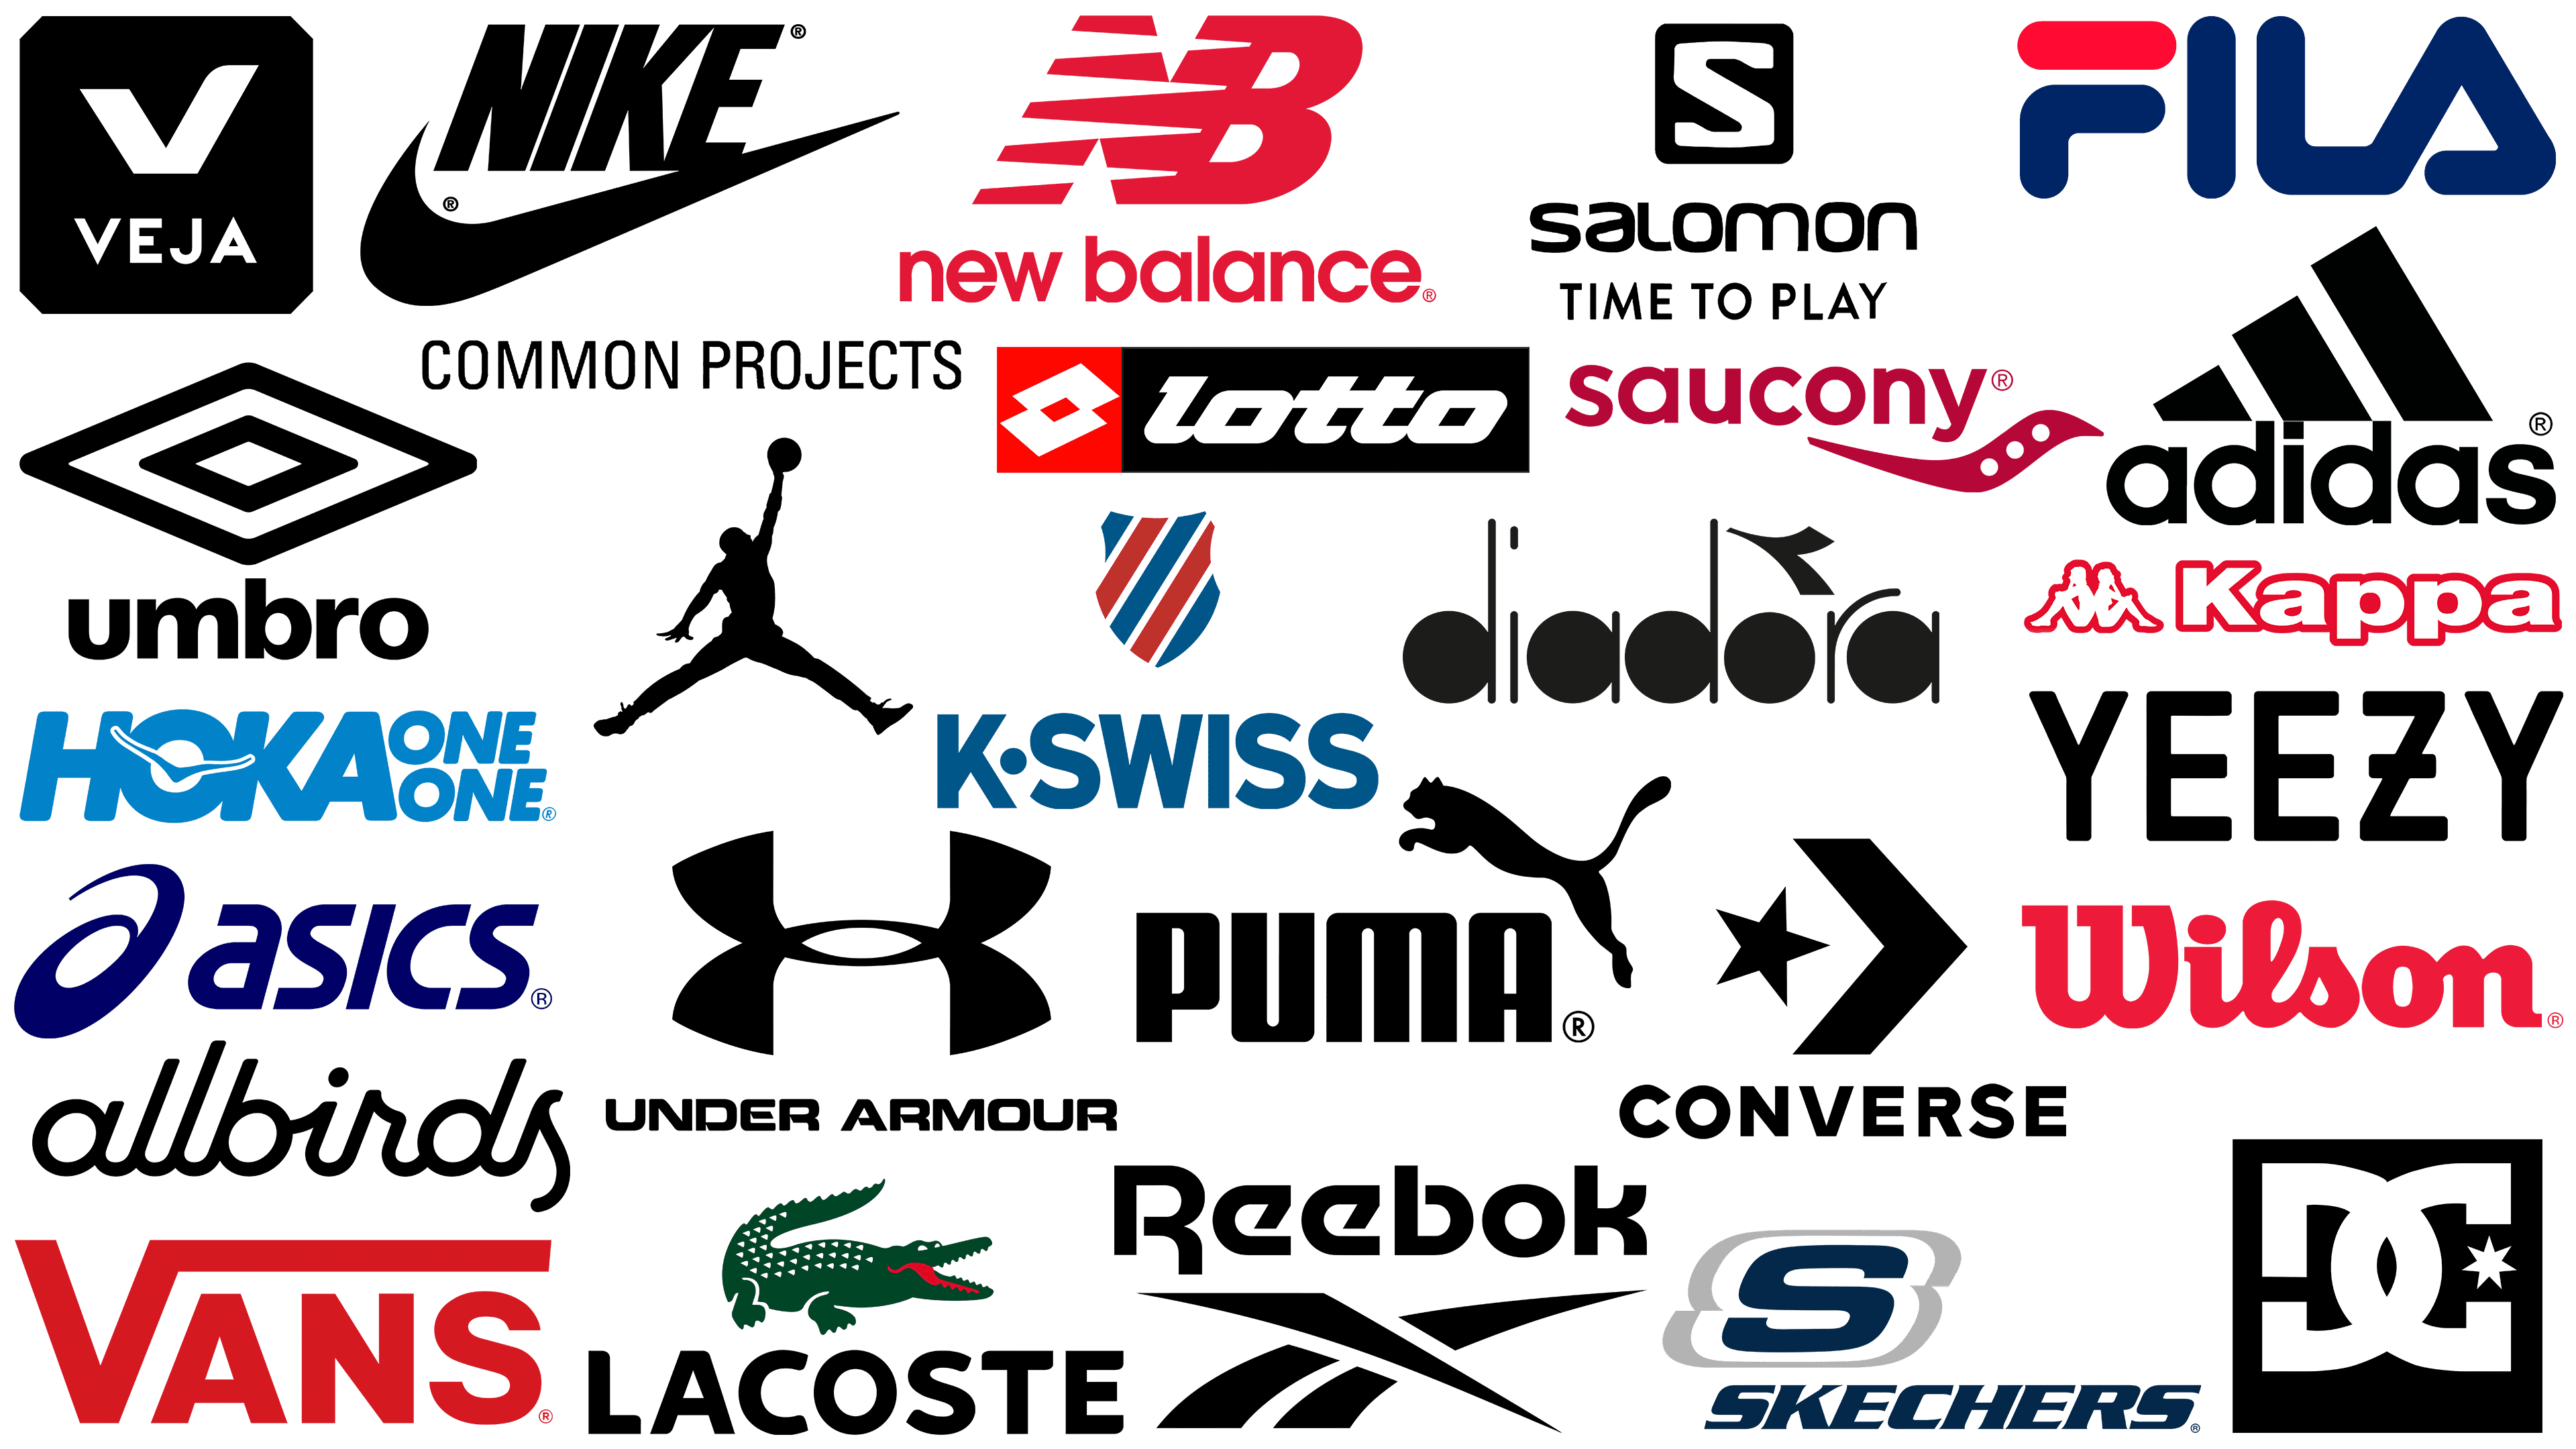 VEJA
NIKE®
®
NB
new balance®
S
salomon
TIME TO PLAY
FILA
COMMON PROJECTS
lotto
saucony®
adidas®
umbro
diadora
Kappa
HOKA ONE ONE®
K·SWISS
YEEZY
asics®
PUMA®
Wilson®
allbirds
UNDER ARMOUR
CONVERSE
Reebok
VANS®
LACOSTE
S
SKECHERS®
DC